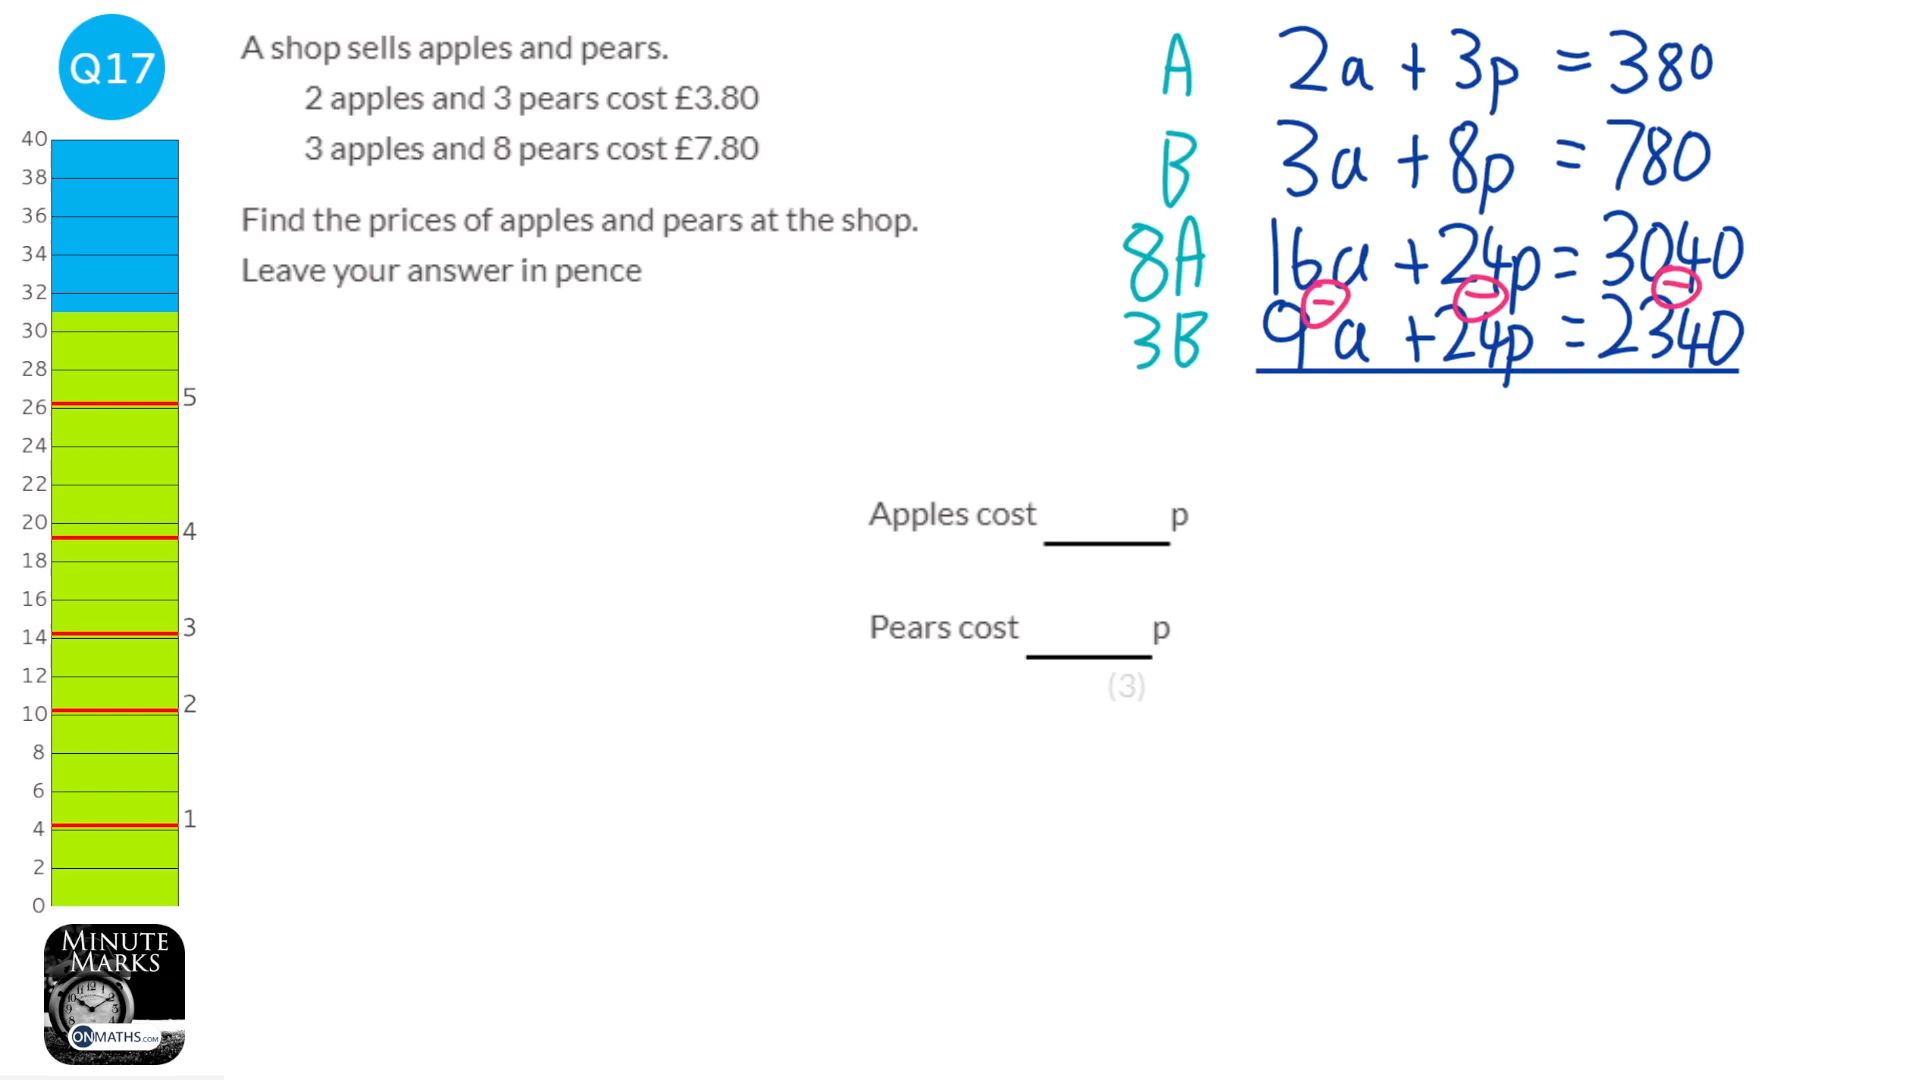 Q17
A shop sells apples and pears.
2 apples and 3 pears cost £3.80
3 apples and 8 pears cost £7.80
Find the prices of apples and pears at the shop.
Leave your answer in pence
A 2a + 3p = 380
B 3a + 8p = 780
8A 16a + 24p = 3040
− − −
3B 9a + 24p = 2340
40
38
36
34
32
30
28
26
24
22
20
18
16
14
12
10
8
6
4
2
0
5
4
3
2
1
Apples cost ______ p
Pears cost ______ p
(3)
MINUTE
MARKS
ONMATHS.COM